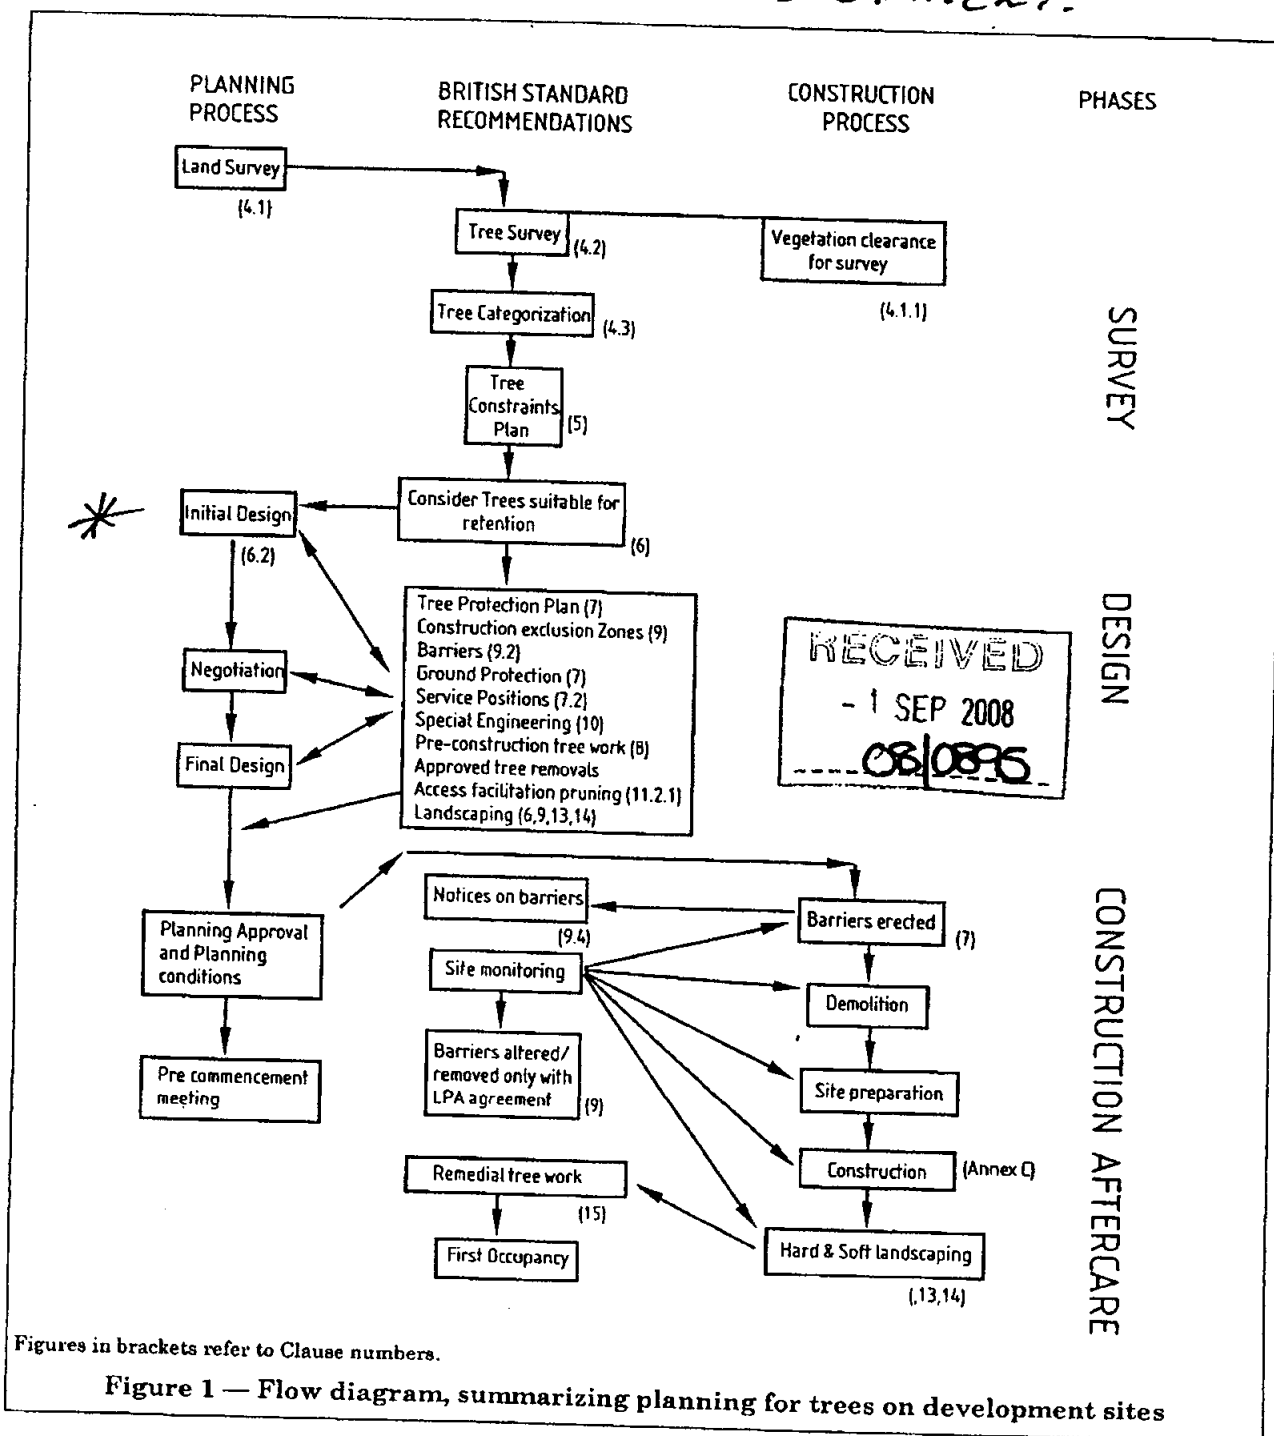 PLANNING
PROCESS
BRITISH STANDARD
RECOMMENDATIONS
CONSTRUCTION
PROCESS
PHASES
Land Survey
(4.1)
Tree Survey
(4.2)
Vegetation clearance
for survey
(4.1.1)
Tree Categorization
(4.3)
Tree
Constraints
Plan
(5)
SURVEY
Consider Trees suitable for
retention
(6)
Initial Design
(6.2)
Tree Protection Plan (7)
Construction exclusion Zones (9)
Barriers (9.2)
Ground Protection (7)
Service Positions (7.2)
Special Engineering (10)
Pre-construction tree work (8)
Approved tree removals
Access facilitation pruning (11.2.1)
Landscaping (6,9,13,14)
Negotiation
Final Design
DESIGN
RECEIVED
- 1 SEP 2008
08/0895
Planning Approval
and Planning
conditions
Pre commencement
meeting
Notices on barriers
(9.4)
Barriers erected
(7)
Site monitoring
Demolition
Barriers altered/
removed only with
LPA agreement
(9)
Site preparation
Construction
(Annex C)
Remedial tree work
(15)
Hard & Soft landscaping
(,13,14)
First Occupancy
CONSTRUCTION AFTERCARE
Figures in brackets refer to Clause numbers.
Figure 1 — Flow diagram, summarizing planning for trees on development sites